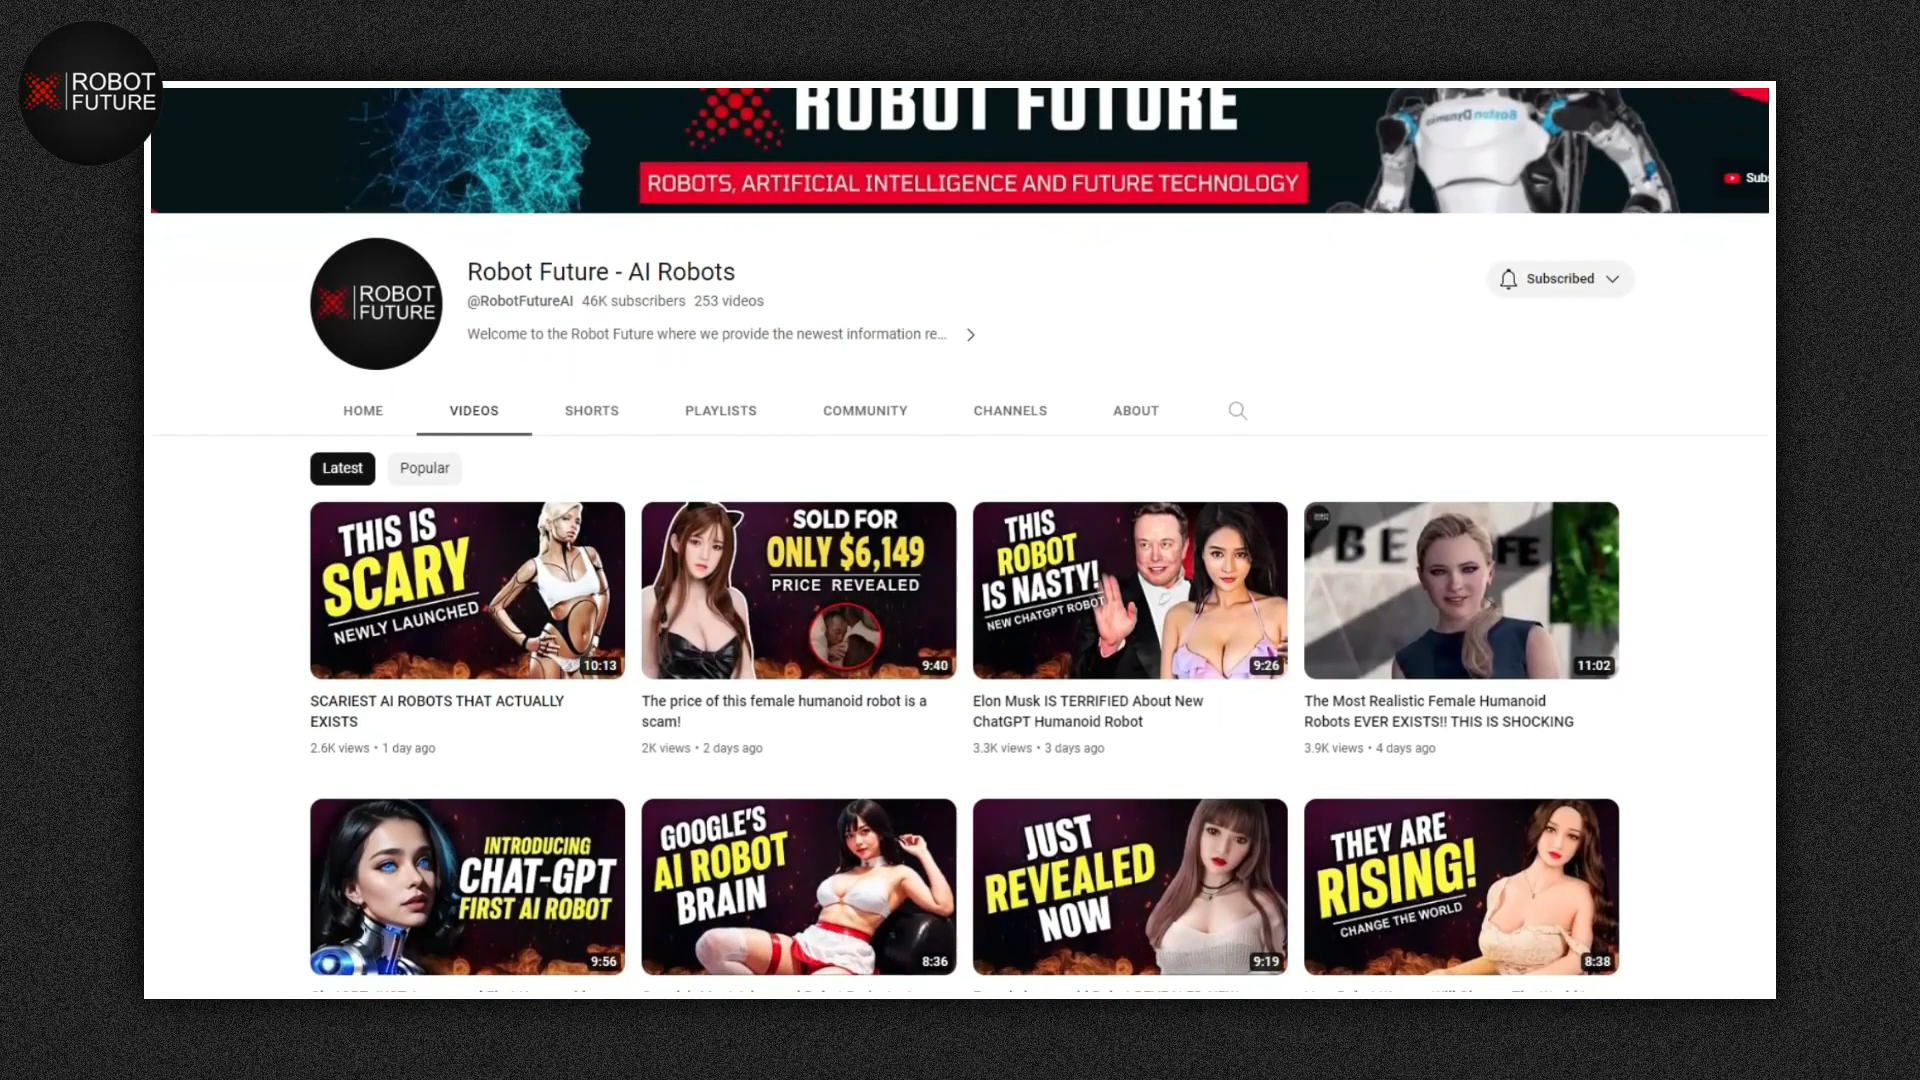 ROBOT
FUTURE
ROBOT FUTURE
Boston Dynamics
ROBOTS, ARTIFICIAL INTELLIGENCE AND FUTURE TECHNOLOGY
Subs
ROBOT
FUTURE
Robot Future - AI Robots
@RobotFutureAI 46K subscribers 253 videos
Welcome to the Robot Future where we provide the newest information re...
Subscribed
HOME VIDEOS SHORTS PLAYLISTS COMMUNITY CHANNELS ABOUT
Latest Popular
THIS IS
SCARY
NEWLY LAUNCHED
10:13
SOLD FOR
ONLY $6,149
PRICE REVEALED
9:40
THIS
ROBOT
IS NASTY!
NEW CHATGPT ROBOT
9:26
YBE FE
11:02
SCARIEST AI ROBOTS THAT ACTUALLY
EXISTS
2.6K views • 1 day ago
The price of this female humanoid robot is a
scam!
2K views • 2 days ago
Elon Musk IS TERRIFIED About New
ChatGPT Humanoid Robot
3.3K views • 3 days ago
The Most Realistic Female Humanoid
Robots EVER EXISTS!! THIS IS SHOCKING
3.9K views • 4 days ago
INTRODUCING
CHAT-GPT
FIRST AI ROBOT
9:56
GOOGLE'S
AI ROBOT
BRAIN
8:36
JUST
REVEALED
NOW
9:19
THEY ARE
RISING!
CHANGE THE WORLD
8:38